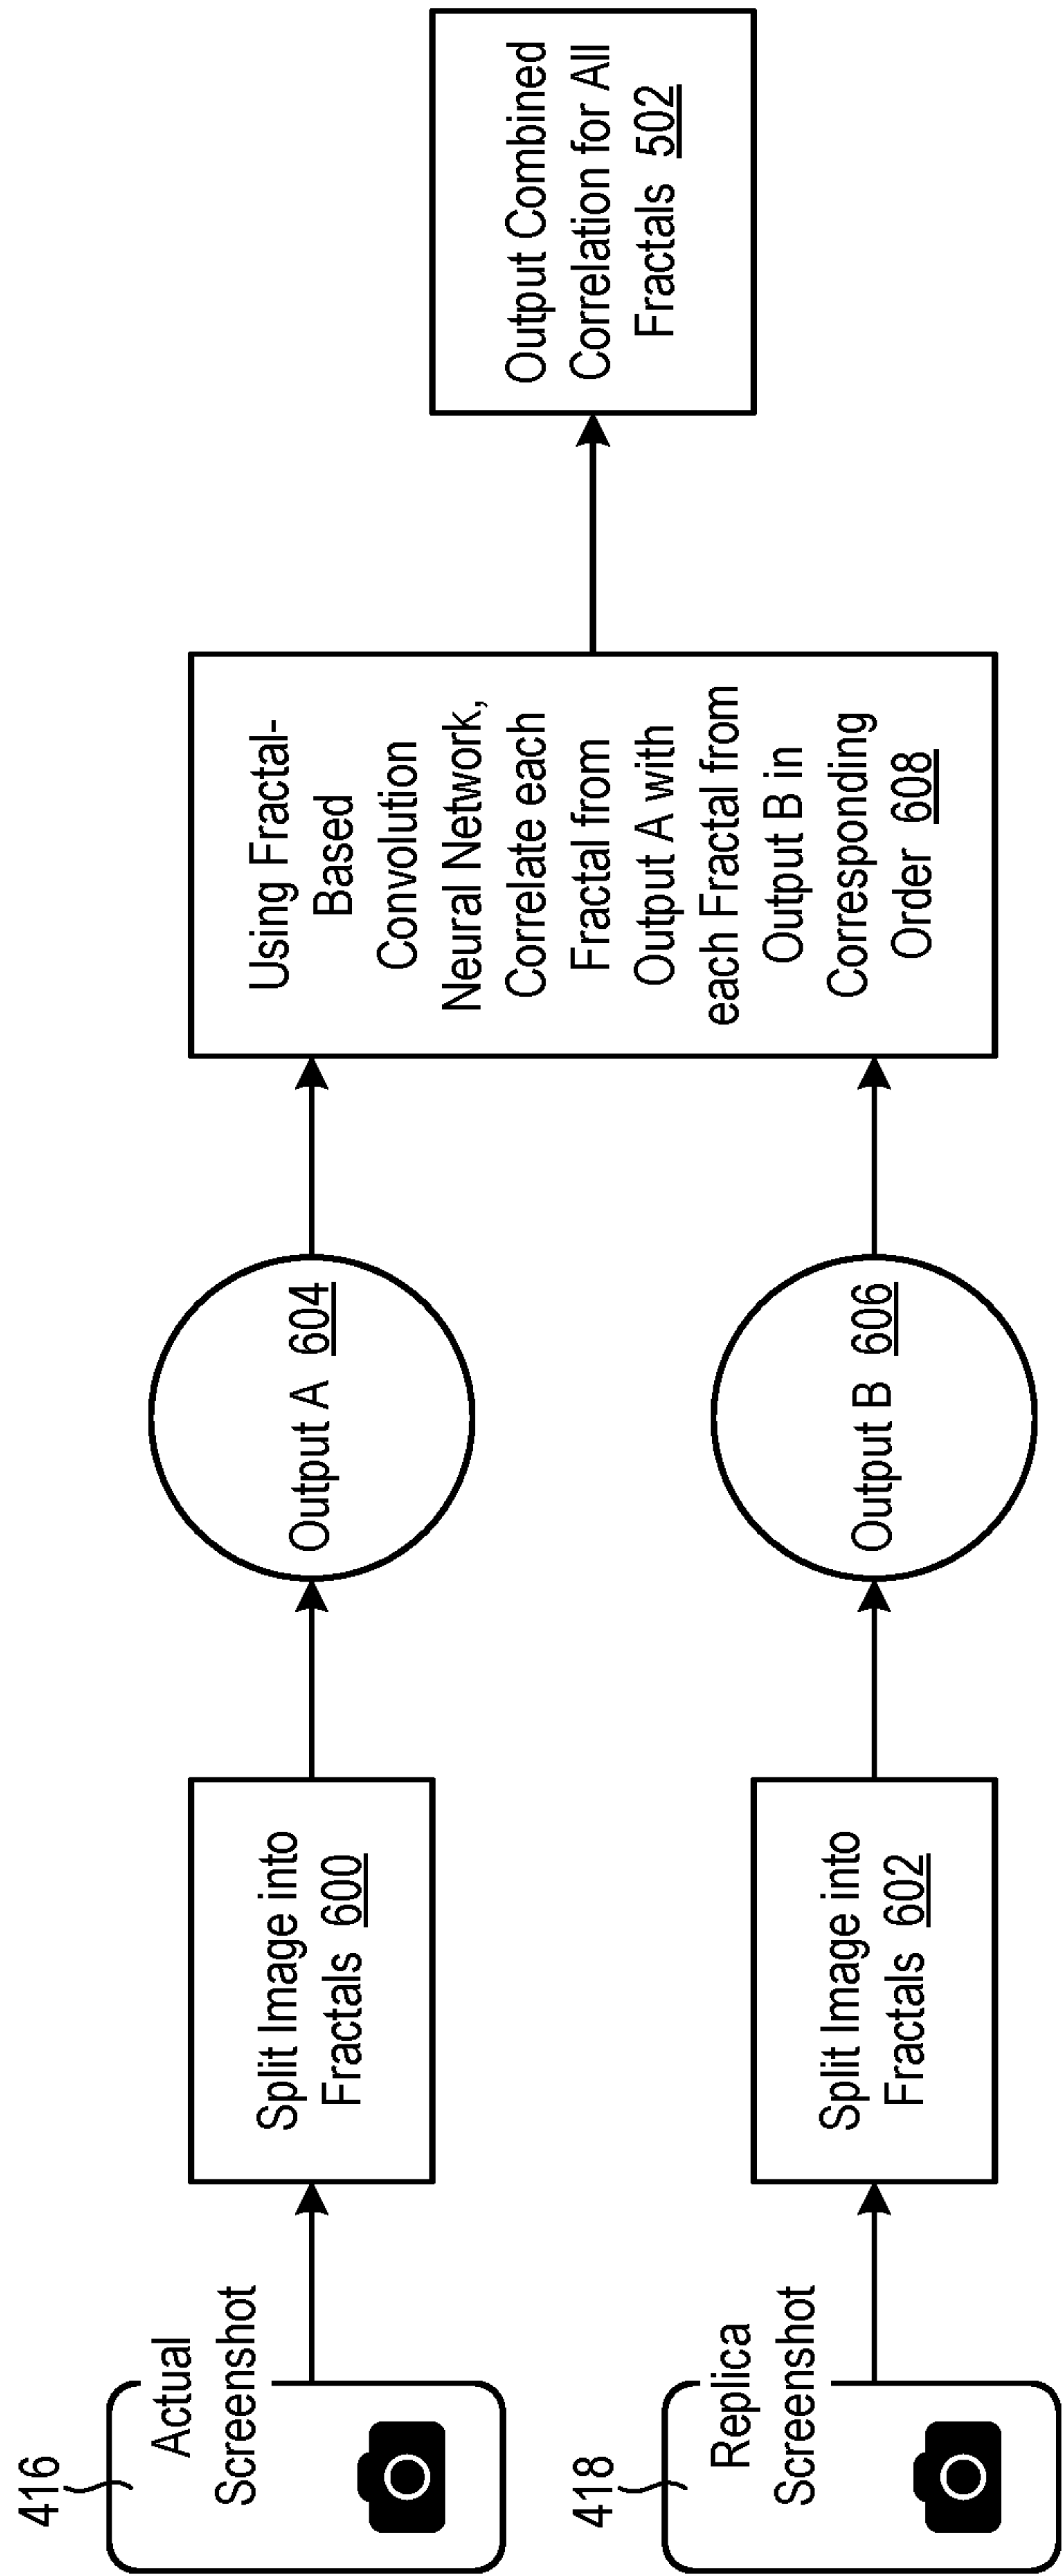 416
Actual
Screenshot
Split Image into
Fractals 600
Output A 604
418
Replica
Screenshot
Split Image into
Fractals 602
Output B 606
Using Fractal-
Based
Convolution
Neural Network,
Correlate each
Fractal from
Output A with
each Fractal from
Output B in
Corresponding
Order 608
Output Combined
Correlation for All
Fractals 502